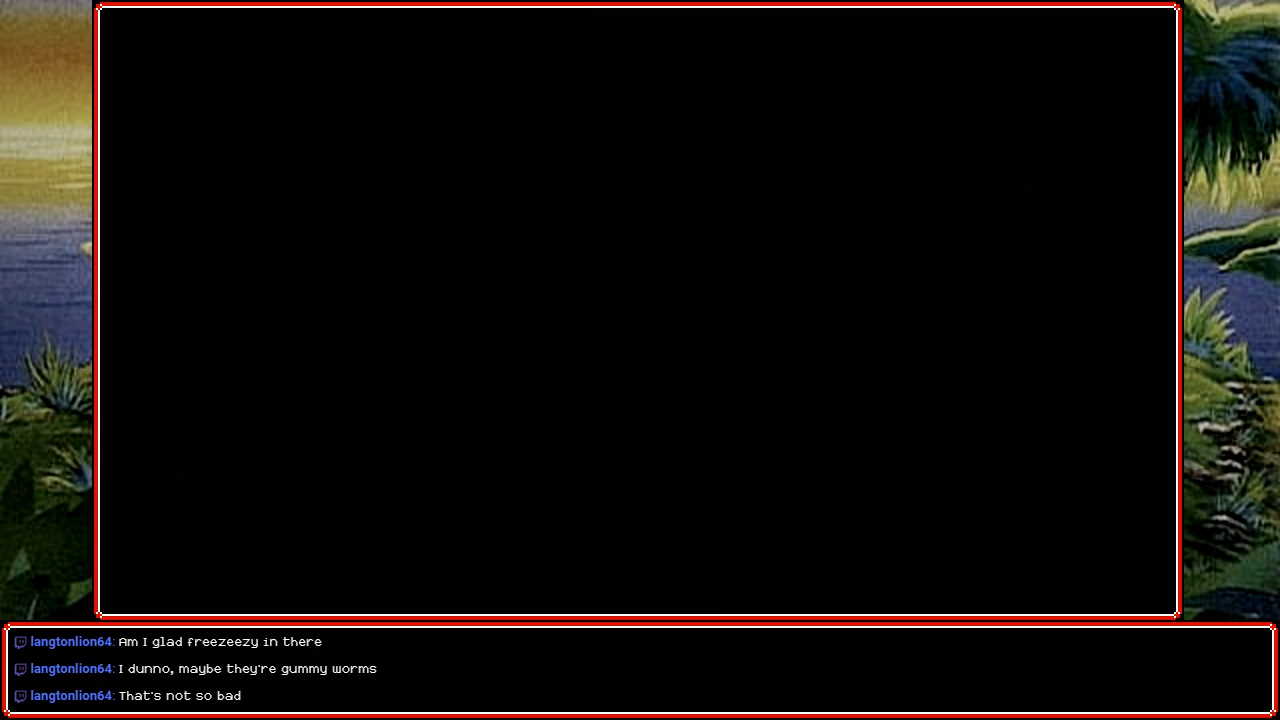 langtonlion64: Am I glad freezeezy in there
langtonlion64: I dunno, maybe they're gummy worms
langtonlion64: That's not so bad